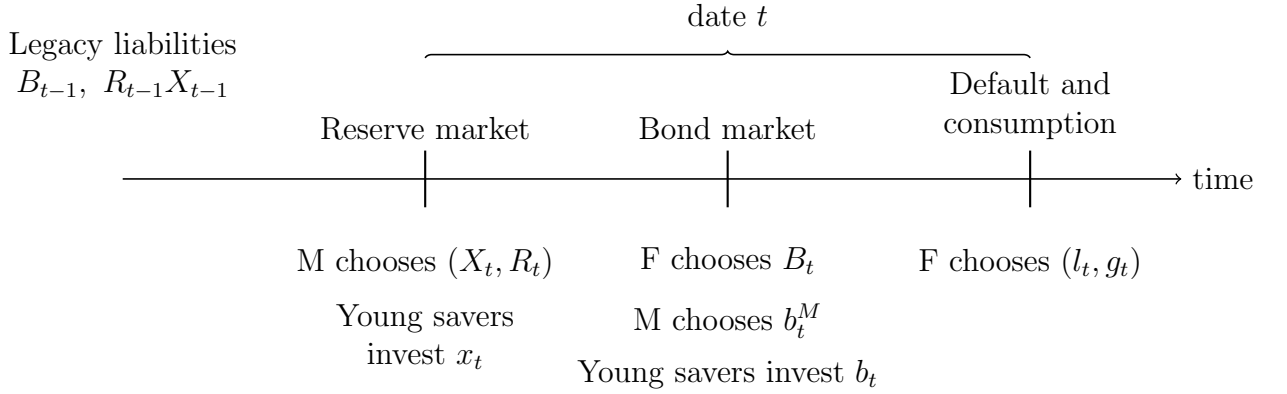 date $t$
Legacy liabilities
$B_{t-1},\ R_{t-1}X_{t-1}$
Default and
consumption
Reserve market
Bond market
time
M chooses $(X_t, R_t)$
F chooses $B_t$
F chooses $(l_t, g_t)$
Young savers
invest $x_t$
M chooses $b_t^M$
Young savers invest $b_t$